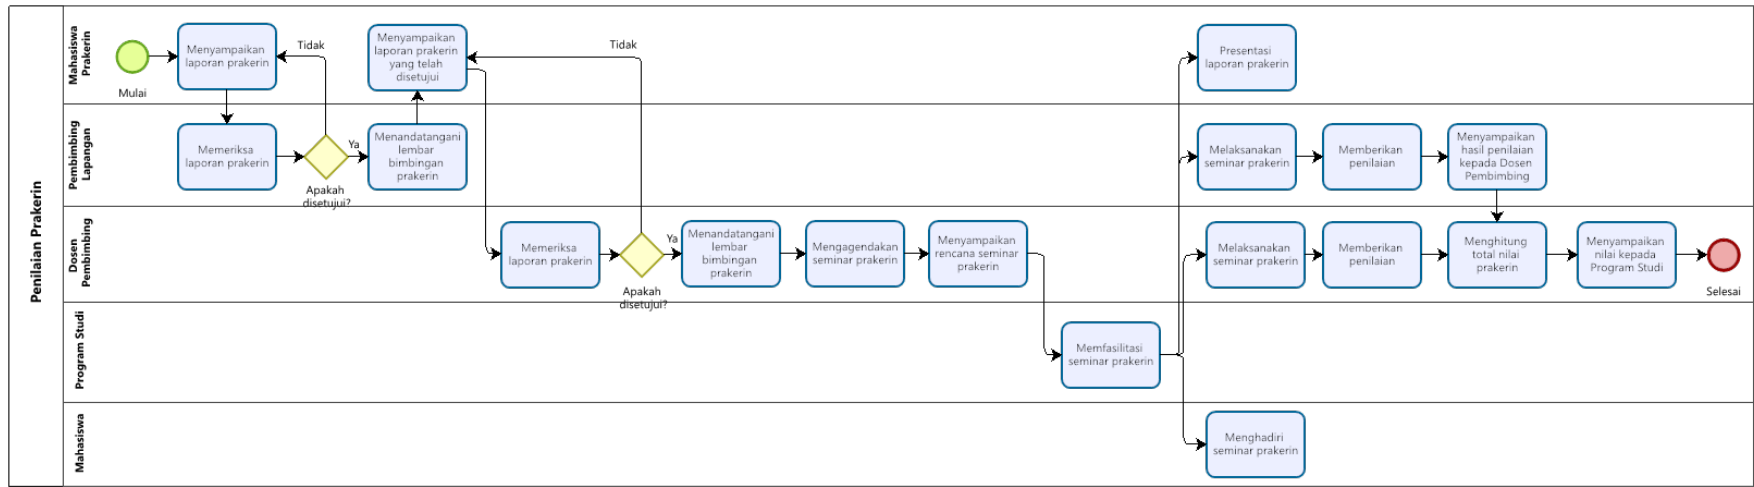 Penilaian Prakerin
Mahasiswa
Prakerin
Mulai
Menyampaikan
laporan prakerin
Tidak
Menyampaikan
laporan prakerin
yang telah
disetujui
Tidak
Presentasi
laporan prakerin
Pembimbing
Lapangan
Memeriksa
laporan prakerin
Apakah
disetujui?
Ya
Menandatangani
lembar
bimbingan
prakerin
Melaksanakan
seminar prakerin
Memberikan
penilaian
Menyampaikan
hasil penilaian
kepada Dosen
Pembimbing
Dosen
Pembimbing
Memeriksa
laporan prakerin
Apakah
disetujui?
Ya
Menandatangani
lembar
bimbingan
prakerin
Mengagendakan
seminar prakerin
Menyampaikan
rencana seminar
prakerin
Melaksanakan
seminar prakerin
Memberikan
penilaian
Menghitung
total nilai
prakerin
Menyampaikan
nilai kepada
Program Studi
Selesai
Program Studi
Memfasilitasi
seminar prakerin
Mahasiswa
Menghadiri
seminar prakerin